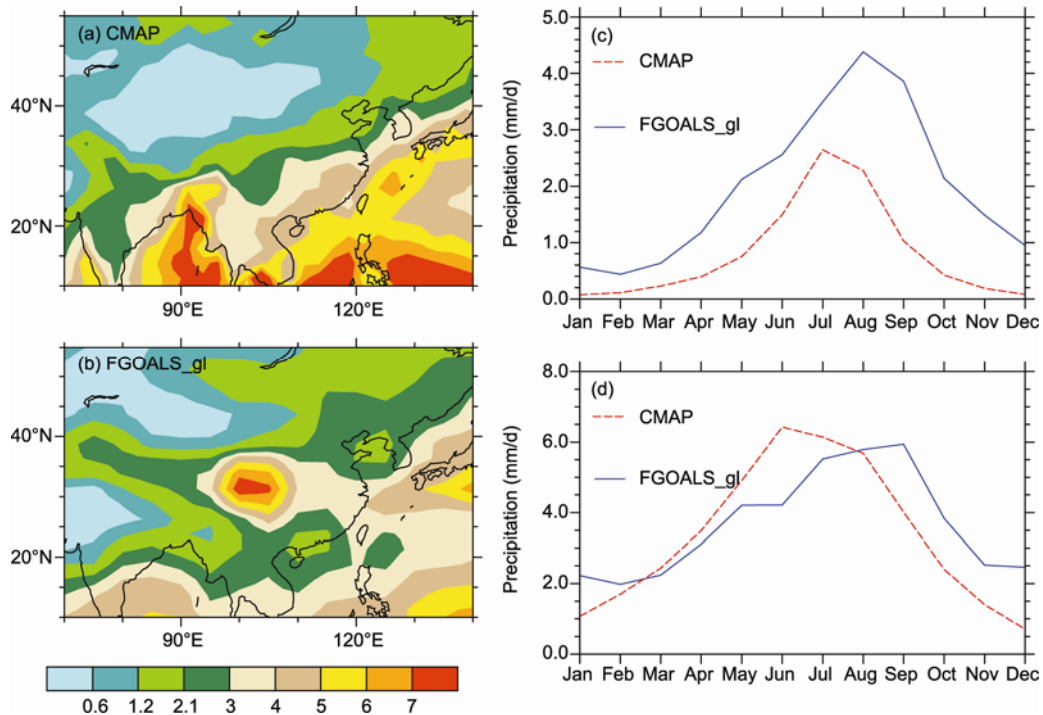 (a) CMAP
40°N
20°N
90°E 120°E
(b) FGOALS_gl
40°N
20°N
90°E 120°E
0.6 1.2 2.1 3 4 5 6 7
(c)
CMAP
FGOALS_gl
Precipitation (mm/d)
5.0
4.0
3.0
2.0
1.0
0.0
Jan Feb Mar Apr May Jun Jul Aug Sep Oct Nov Dec
(d)
CMAP
FGOALS_gl
Precipitation (mm/d)
8.0
6.0
4.0
2.0
0.0
Jan Feb Mar Apr May Jun Jul Aug Sep Oct Nov Dec